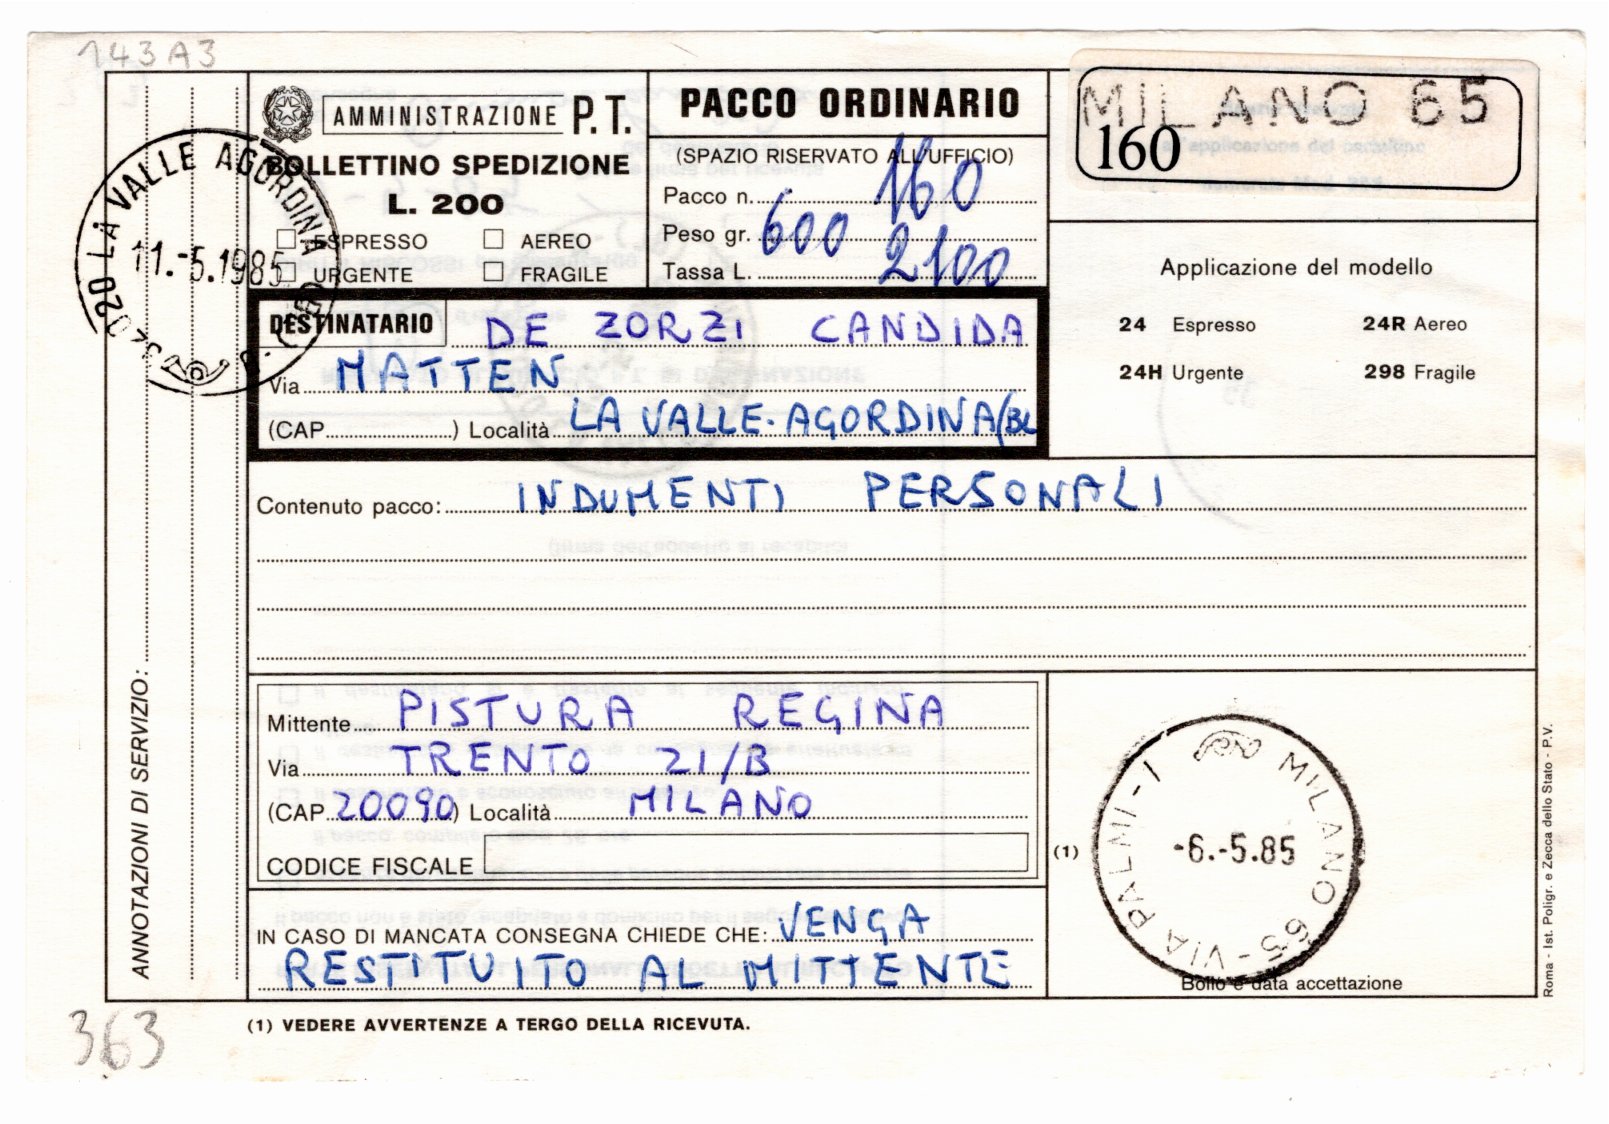 143A3
AMMINISTRAZIONE P.T.
BOLLETTINO SPEDIZIONE
L. 200
ESPRESSO AEREO
URGENTE FRAGILE
PACCO ORDINARIO
(SPAZIO RISERVATO ALL'UFFICIO)
Pacco n. 160
Peso gr. 600
Tassa L. 2100
MILANO 65
160
32020 LA VALLE AGORDINA (BL)
11.-5.1985
Applicazione del modello
24 Espresso 24R Aereo
24H Urgente 298 Fragile
DESTINATARIO DE ZORZI CANDIDA
Via MATTEN
(CAP ) Località LA VALLE-AGORDINA (BL
Contenuto pacco: INDUMENTI PERSONALI
ANNOTAZIONI DI SERVIZIO:
Mittente PISTURA REGINA
Via TRENTO 21/B
(CAP 20090) Località MILANO
CODICE FISCALE
IN CASO DI MANCATA CONSEGNA CHIEDE CHE: VENGA
RESTITUITO AL MITTENTE
(1)
MILANO 65 - VIA PALMI - 1
-6.-5.85
Bollo e data accettazione
Roma - Ist. Poligr. e Zecca dello Stato - P.V.
(1) VEDERE AVVERTENZE A TERGO DELLA RICEVUTA.
363